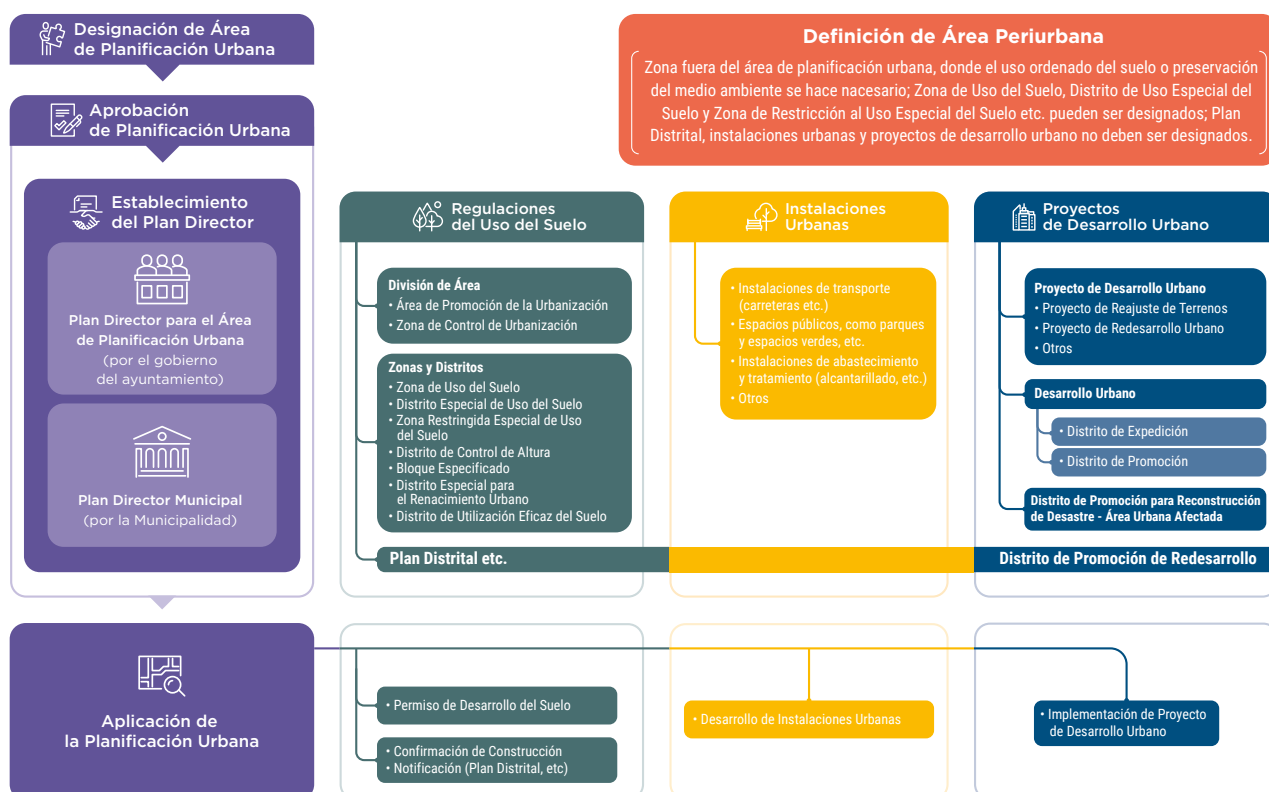 Designación de Área
de Planificación Urbana
Aprobación
de Planificación Urbana
Establecimiento
del Plan Director
Plan Director para el Área
de Planificación Urbana
(por el gobierno
del ayuntamiento)
Plan Director Municipal
(por la Municipalidad)
Definición de Área Periurbana
Zona fuera del área de planificación urbana, donde el uso ordenado del suelo o preservación
del medio ambiente se hace nacesario; Zona de Uso del Suelo, Distrito de Uso Especial del
Suelo y Zona de Restricción al Uso Especial del Suelo etc. pueden ser designados; Plan
Distrital, instalaciones urbanas y proyectos de desarrollo urbano no deben ser designados.
Regulaciones
del Uso del Suelo
División de Área
• Área de Promoción de la Urbanización
• Zona de Control de Urbanización
Zonas y Distritos
• Zona de Uso del Suelo
• Distrito Especial de Uso del Suelo
• Zona Restringida Especial de Uso
del Suelo
• Distrito de Control de Altura
• Bloque Especificado
• Distrito Especial para
el Renacimiento Urbano
• Distrito de Utilización Eficaz del Suelo
Plan Distrital etc.
Instalaciones
Urbanas
• Instalaciones de transporte
(carreteras etc.)
• Espacios públicos, como parques
y espacios verdes, etc.
• Instalaciones de abastecimiento
y tratamiento (alcantarillado, etc.)
• Otros
Proyectos
de Desarrollo Urbano
Proyecto de Desarrollo Urbano
• Proyecto de Reajuste de Terrenos
• Proyecto de Redesarrollo Urbano
• Otros
Desarrollo Urbano
• Distrito de Expedición
• Distrito de Promoción
Distrito de Promoción para Reconstrucción
de Desastre - Área Urbana Afectada
Distrito de Promoción de Redesarrollo
Aplicación de
la Planificación Urbana
• Permiso de Desarrollo del Suelo
• Confirmación de Construcción
• Notificación (Plan Distrital, etc)
• Desarrollo de Instalaciones Urbanas
• Implementación de Proyecto
de Desarrollo Urbano